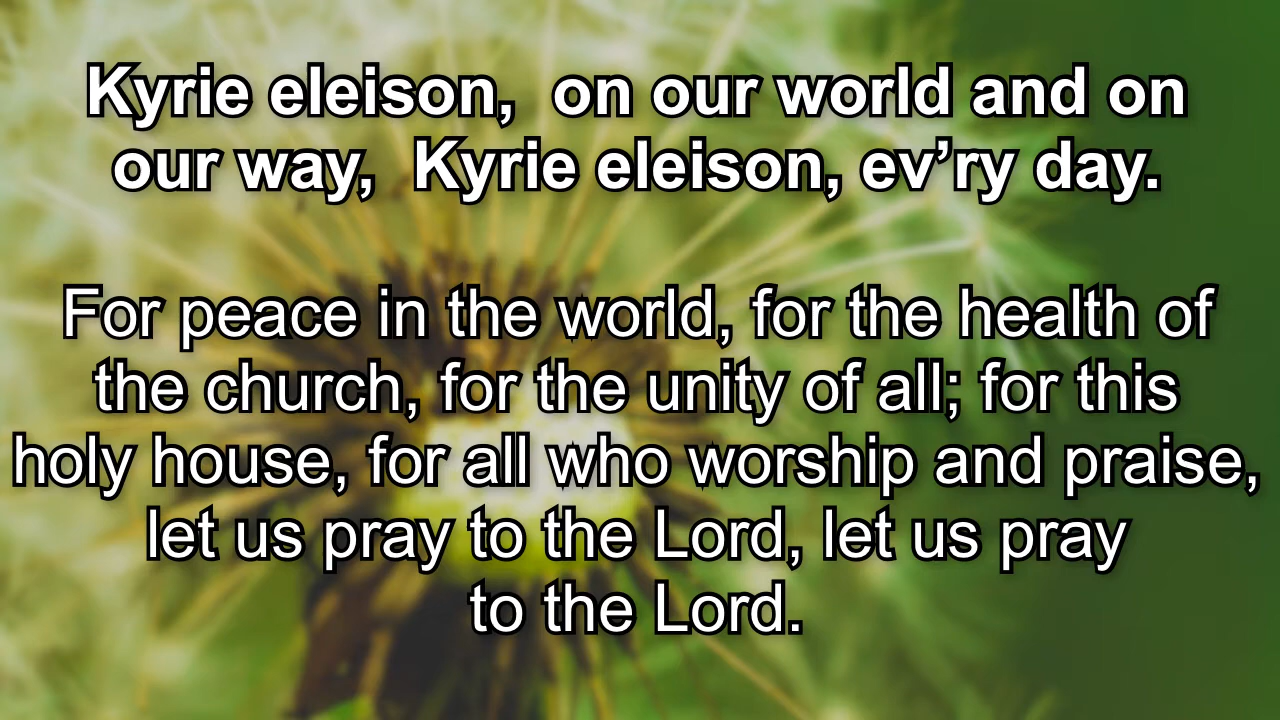 Kyrie eleison,  on our world and on
our way,  Kyrie eleison, ev’ry day.
For peace in the world, for the health of
the church, for the unity of all; for this
holy house, for all who worship and praise,
let us pray to the Lord, let us pray
to the Lord.